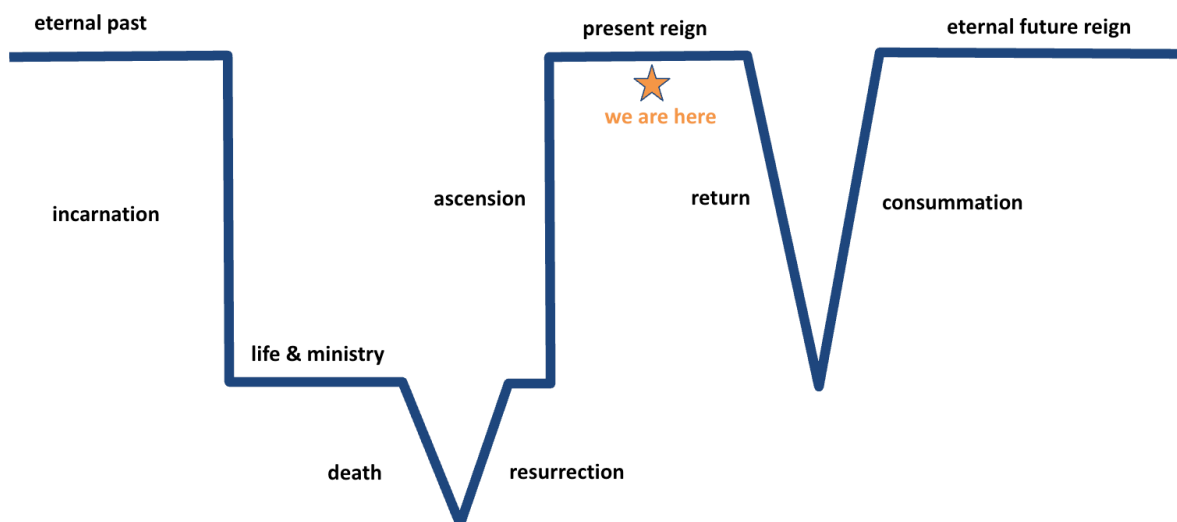 eternal past
present reign
eternal future reign
we are here
incarnation
ascension
return
consummation
life & ministry
death
resurrection